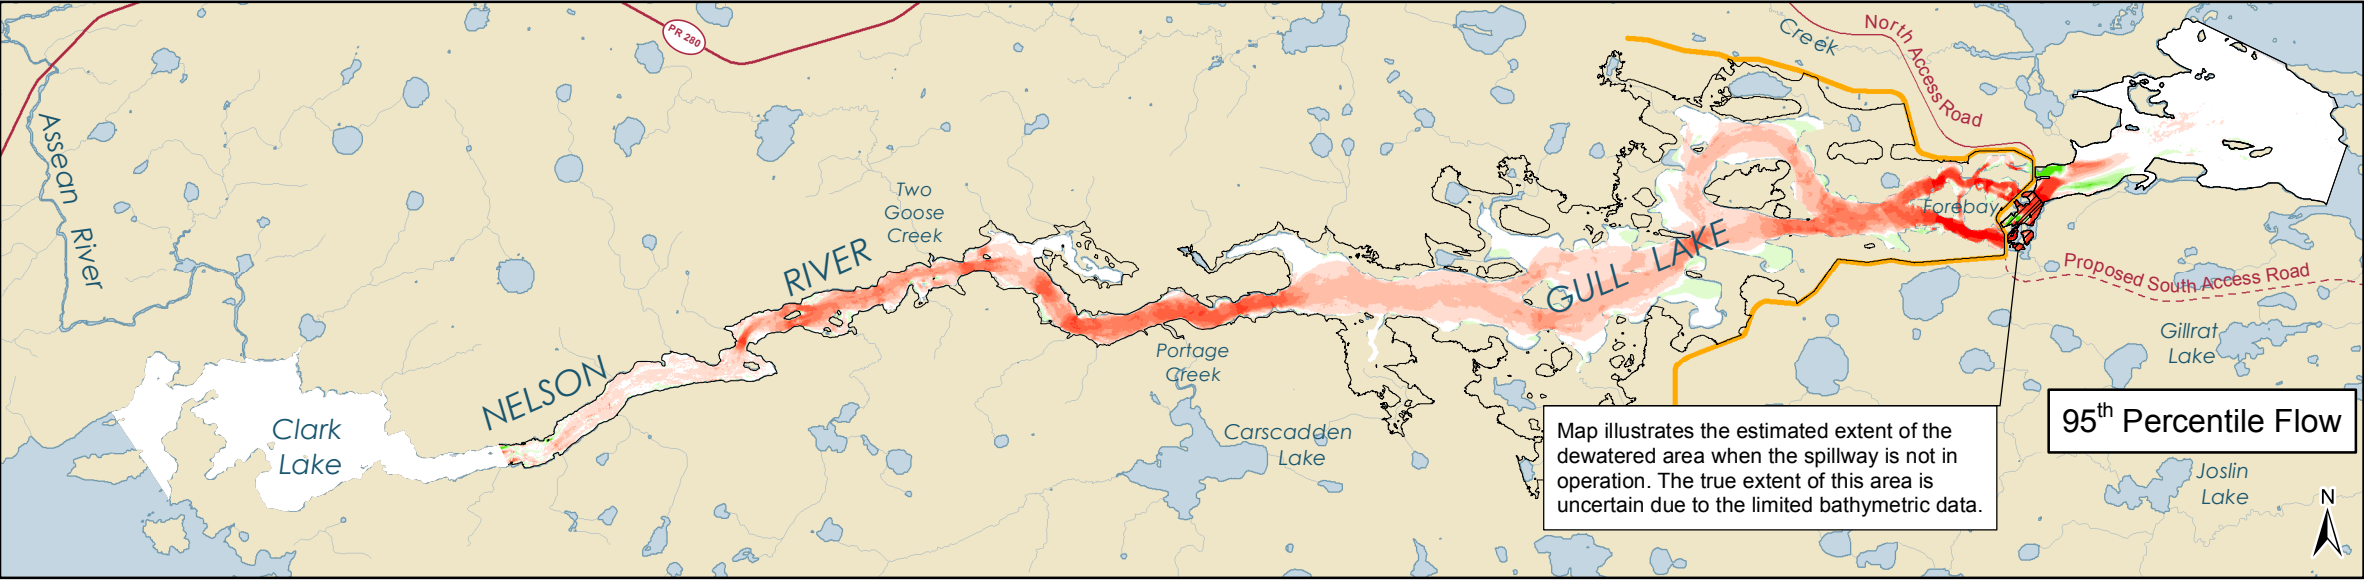 PR 280
Creek
North Access Road
Assean River
Two
Goose
Creek
RIVER
Forebay
GULL LAKE
Proposed South Access Road
Gillrat
Lake
Portage
Creek
NELSON
95th Percentile Flow
Clark
Lake
Carscadden
Lake
Map illustrates the estimated extent of the
dewatered area when the spillway is not in
operation. The true extent of this area is
uncertain due to the limited bathymetric data.
Joslin
Lake
N